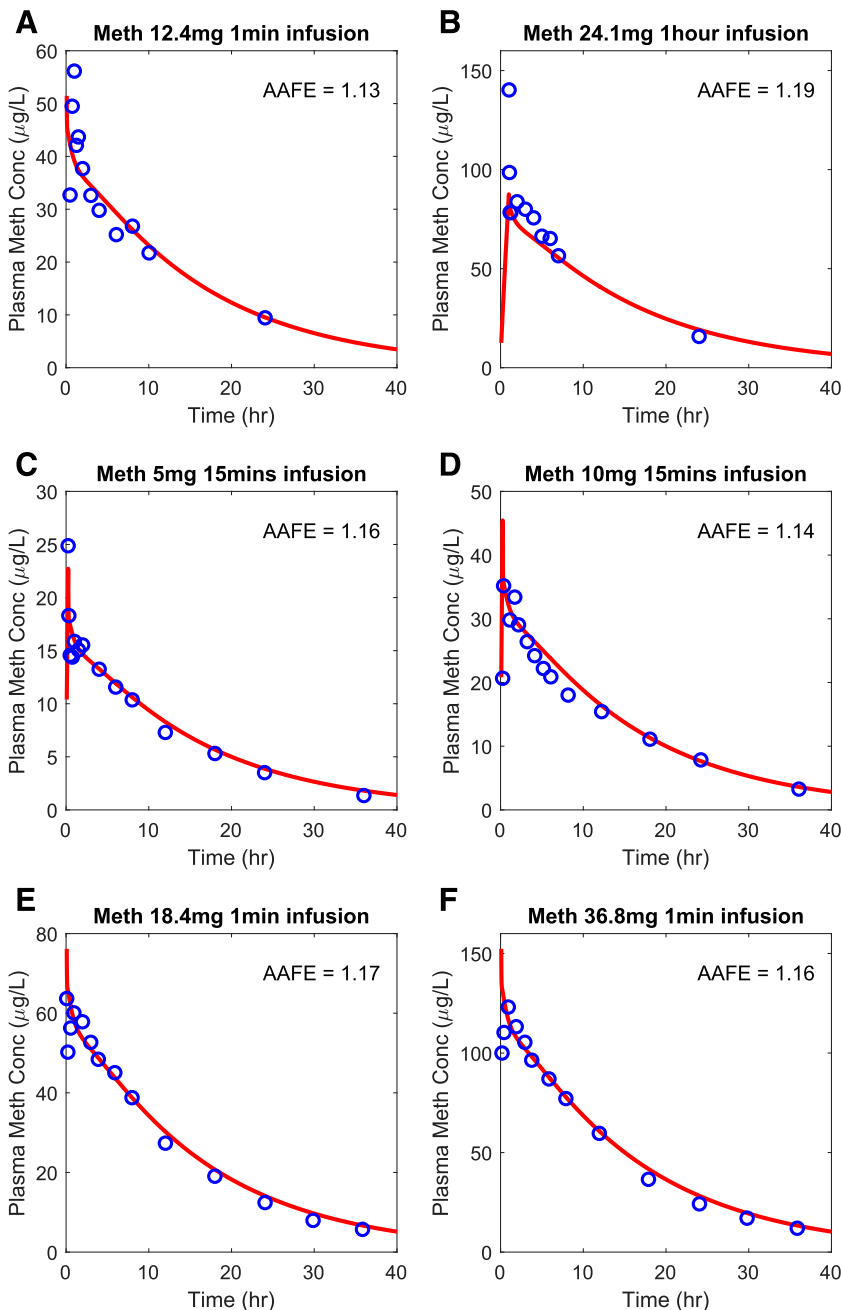 A
Meth 12.4mg 1min infusion
AAFE = 1.13
Plasma Meth Conc (μg/L)
60
50
40
30
20
10
0
0 10 20 30 40
Time (hr)
B
Meth 24.1mg 1hour infusion
AAFE = 1.19
Plasma Meth Conc (μg/L)
150
100
50
0
0 10 20 30 40
Time (hr)
C
Meth 5mg 15mins infusion
AAFE = 1.16
Plasma Meth Conc (μg/L)
30
25
20
15
10
5
0
0 10 20 30 40
Time (hr)
D
Meth 10mg 15mins infusion
AAFE = 1.14
Plasma Meth Conc (μg/L)
50
40
30
20
10
0
0 10 20 30 40
Time (hr)
E
Meth 18.4mg 1min infusion
AAFE = 1.17
Plasma Meth Conc (μg/L)
80
60
40
20
0
0 10 20 30 40
Time (hr)
F
Meth 36.8mg 1min infusion
AAFE = 1.16
Plasma Meth Conc (μg/L)
150
100
50
0
0 10 20 30 40
Time (hr)